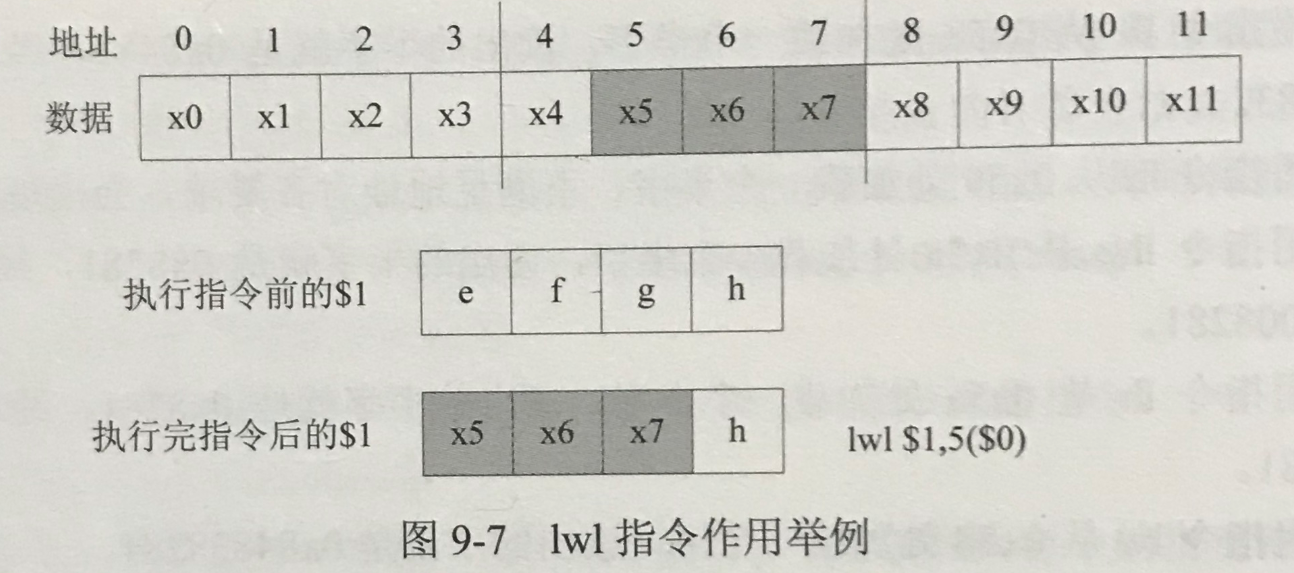 地址 0 1 2 3 4 5 6 7 8 9 10 11
数据 x0 x1 x2 x3 x4 x5 x6 x7 x8 x9 x10 x11
执行指令前的$1 e f g h
执行完指令后的$1 x5 x6 x7 h lwl $1,5($0)
图 9-7 lwl 指令作用举例